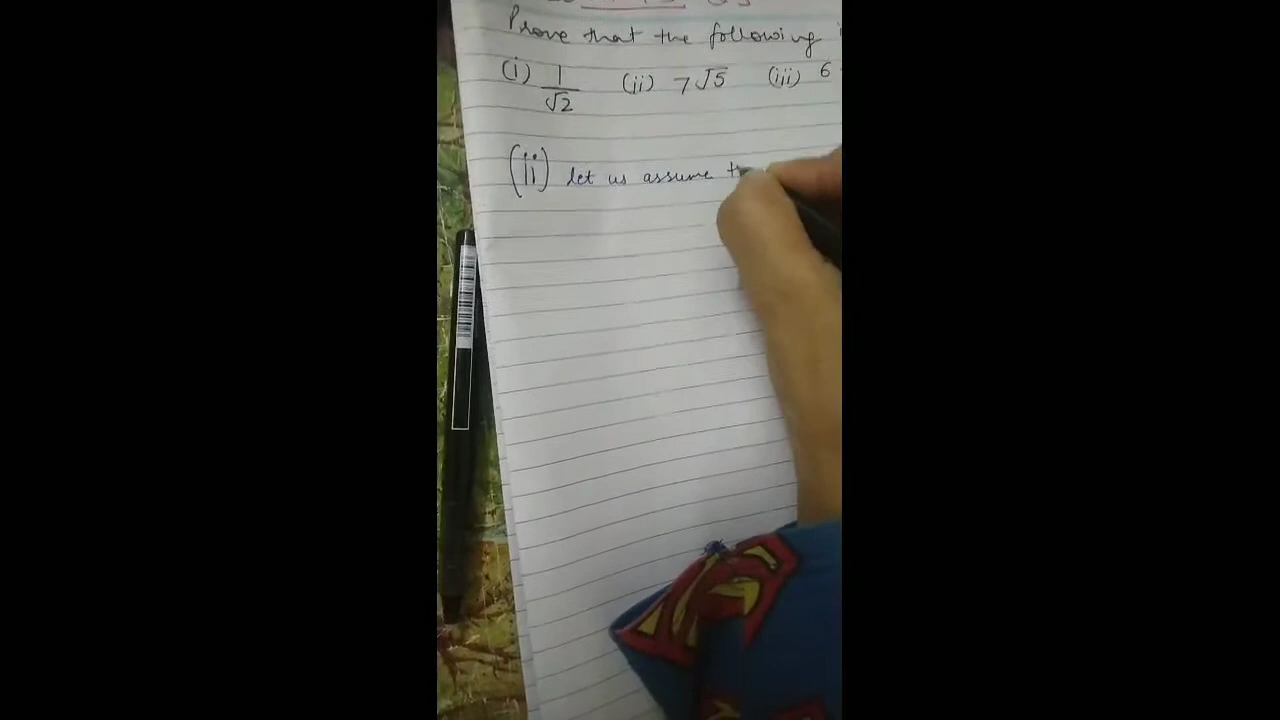 Prove that the following
(i) 1/√2 (ii) 7√5 (iii) 6
(ii) let us assume